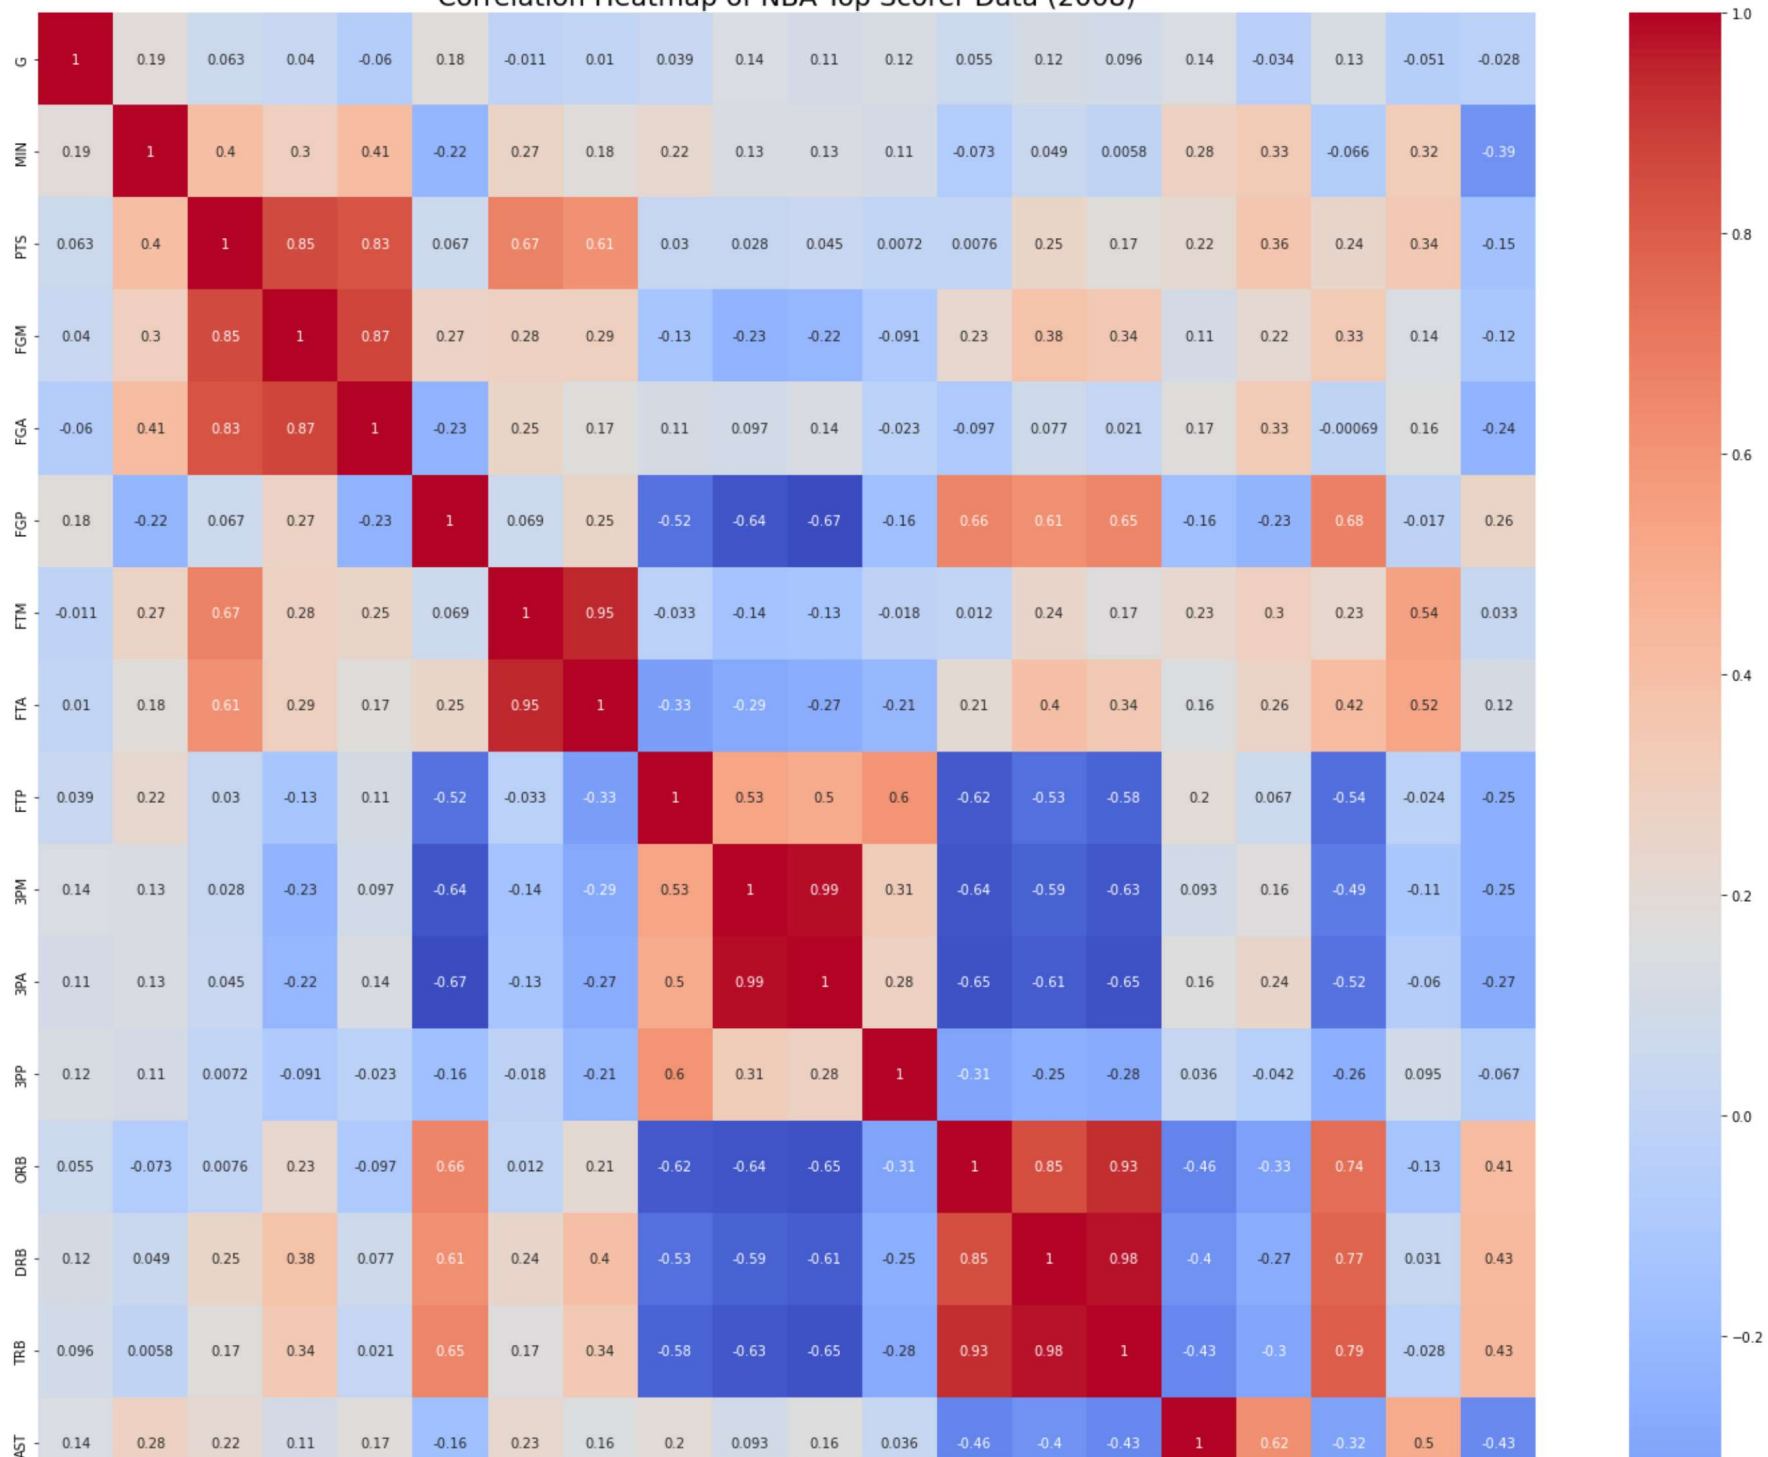 Correlation Heatmap of NBA Top Scorer Data (2008)
G 1 0.19 0.063 0.04 -0.06 0.18 -0.011 0.01 0.039 0.14 0.11 0.12 0.055 0.12 0.096 0.14 -0.034 0.13 -0.051 -0.028
MIN 0.19 1 0.4 0.3 0.41 -0.22 0.27 0.18 0.22 0.13 0.13 0.11 -0.073 0.049 0.0058 0.28 0.33 -0.066 0.32 -0.39
PTS 0.063 0.4 1 0.85 0.83 0.067 0.67 0.61 0.03 0.028 0.045 0.0072 0.0076 0.25 0.17 0.22 0.36 0.24 0.34 -0.15
FGM 0.04 0.3 0.85 1 0.87 0.27 0.28 0.29 -0.13 -0.23 -0.22 -0.091 0.23 0.38 0.34 0.11 0.22 0.33 0.14 -0.12
FGA -0.06 0.41 0.83 0.87 1 -0.23 0.25 0.17 0.11 0.097 0.14 -0.023 -0.097 0.077 0.021 0.17 0.33 -0.00069 0.16 -0.24
FGP 0.18 -0.22 0.067 0.27 -0.23 1 0.069 0.25 -0.52 -0.64 -0.67 -0.16 0.66 0.61 0.65 -0.16 -0.23 0.68 -0.017 0.26
FTM -0.011 0.27 0.67 0.28 0.25 0.069 1 0.95 -0.033 -0.14 -0.13 -0.018 0.012 0.24 0.17 0.23 0.3 0.23 0.54 0.033
FTA 0.01 0.18 0.61 0.29 0.17 0.25 0.95 1 -0.33 -0.29 -0.27 -0.21 0.21 0.4 0.34 0.16 0.26 0.42 0.52 0.12
FTP 0.039 0.22 0.03 -0.13 0.11 -0.52 -0.033 -0.33 1 0.53 0.5 0.6 -0.62 -0.53 -0.58 0.2 0.067 -0.54 -0.024 -0.25
3PM 0.14 0.13 0.028 -0.23 0.097 -0.64 -0.14 -0.29 0.53 1 0.99 0.31 -0.64 -0.59 -0.63 0.093 0.16 -0.49 -0.11 -0.25
3PA 0.11 0.13 0.045 -0.22 0.14 -0.67 -0.13 -0.27 0.5 0.99 1 0.28 -0.65 -0.61 -0.65 0.16 0.24 -0.52 -0.06 -0.27
3PP 0.12 0.11 0.0072 -0.091 -0.023 -0.16 -0.018 -0.21 0.6 0.31 0.28 1 -0.31 -0.25 -0.28 0.036 -0.042 -0.26 0.095 -0.067
ORB 0.055 -0.073 0.0076 0.23 -0.097 0.66 0.012 0.21 -0.62 -0.64 -0.65 -0.31 1 0.85 0.93 -0.46 -0.33 0.74 -0.13 0.41
DRB 0.12 0.049 0.25 0.38 0.077 0.61 0.24 0.4 -0.53 -0.59 -0.61 -0.25 0.85 1 0.98 -0.4 -0.27 0.77 0.031 0.43
TRB 0.096 0.0058 0.17 0.34 0.021 0.65 0.17 0.34 -0.58 -0.63 -0.65 -0.28 0.93 0.98 1 -0.43 -0.3 0.79 -0.028 0.43
AST 0.14 0.28 0.22 0.11 0.17 -0.16 0.23 0.16 0.2 0.093 0.16 0.036 -0.46 -0.4 -0.43 1 0.62 -0.32 0.5 -0.43
1.0
0.8
0.6
0.4
0.2
0.0
-0.2